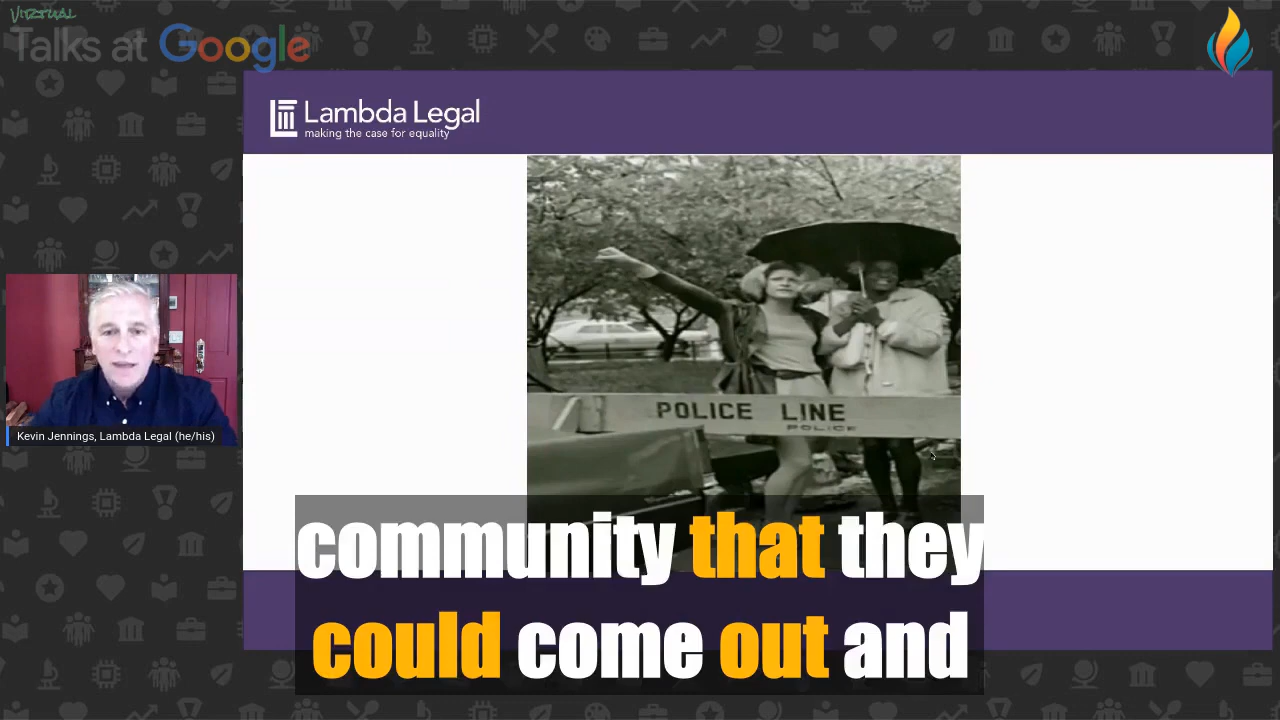 VIRTUAL
Talks at Google
Lambda Legal
making the case for equality
POLICE LINE
POLICE
Kevin Jennings, Lambda Legal (he/his)
community that they
could come out and